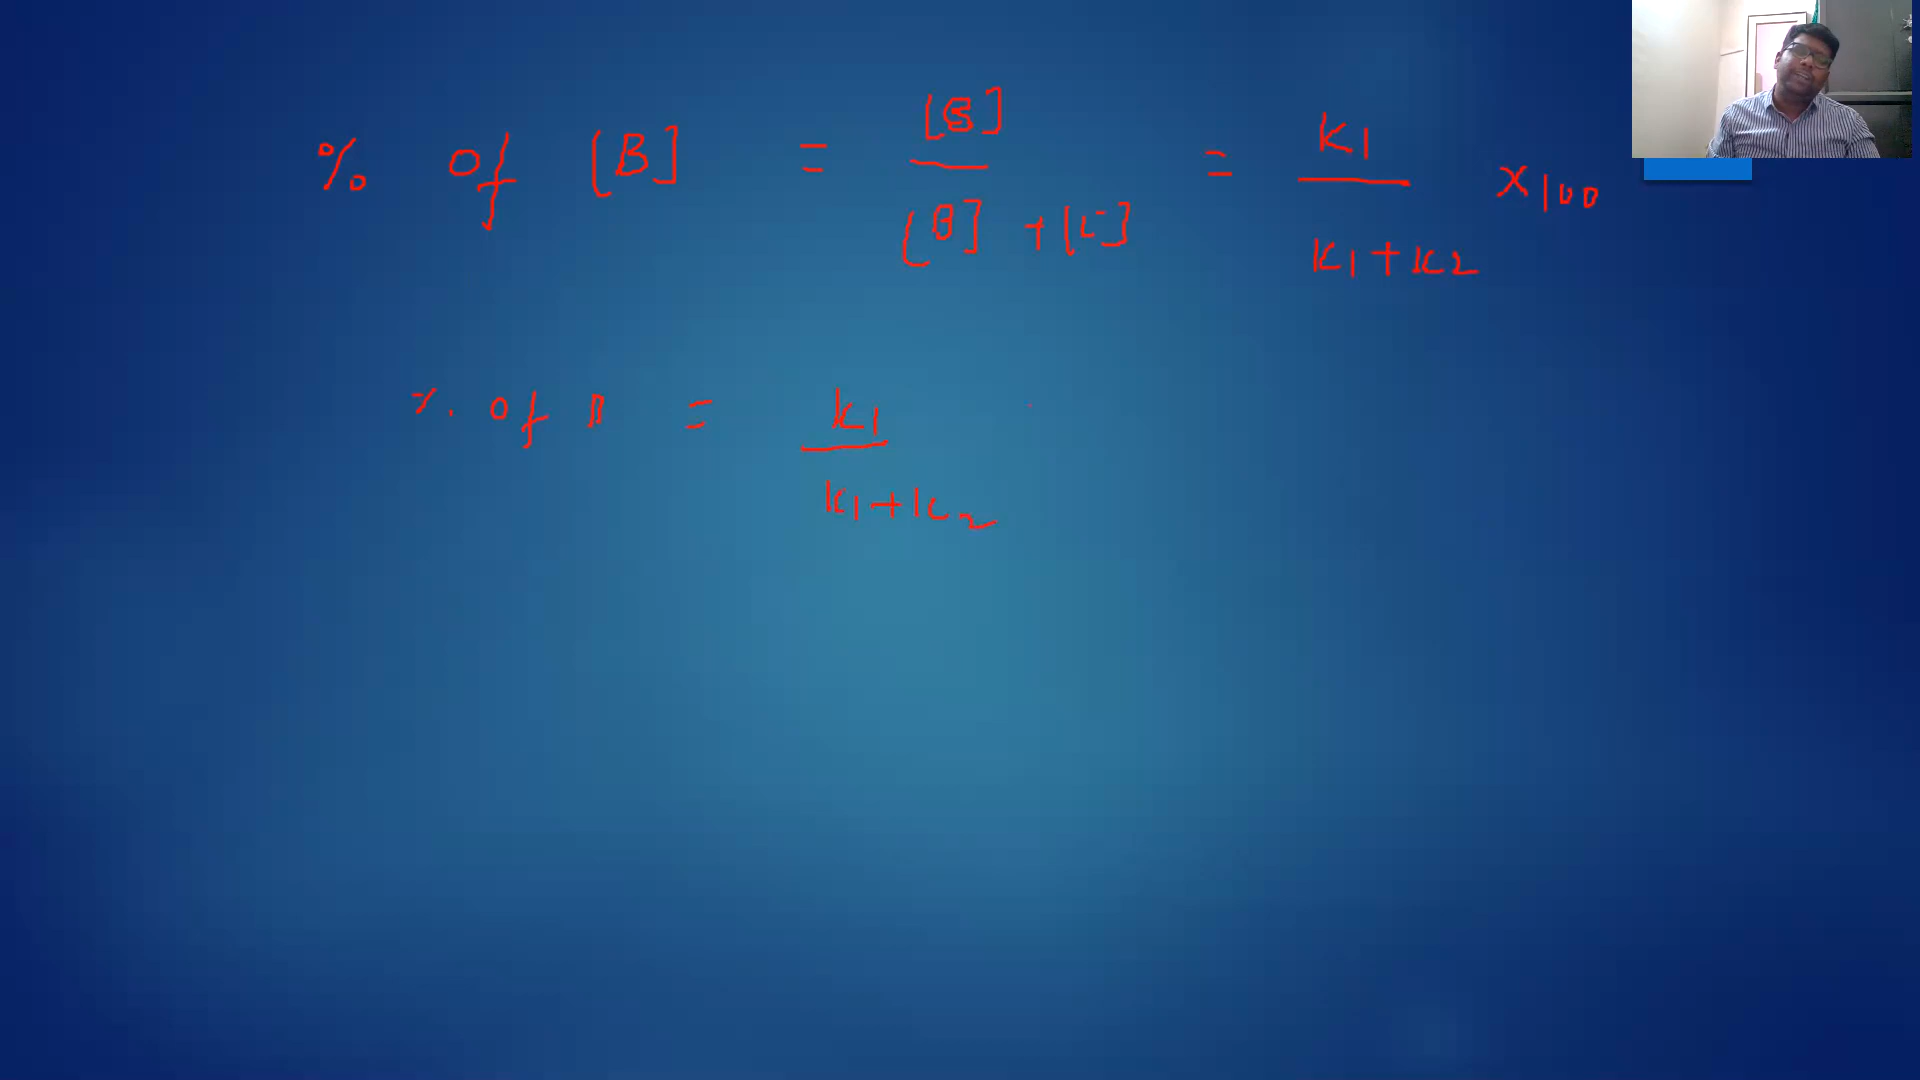 % of [B] = [B] / [B] + [C] = K1 / K1 + K2 x100
% of B = K1 / K1 + K2